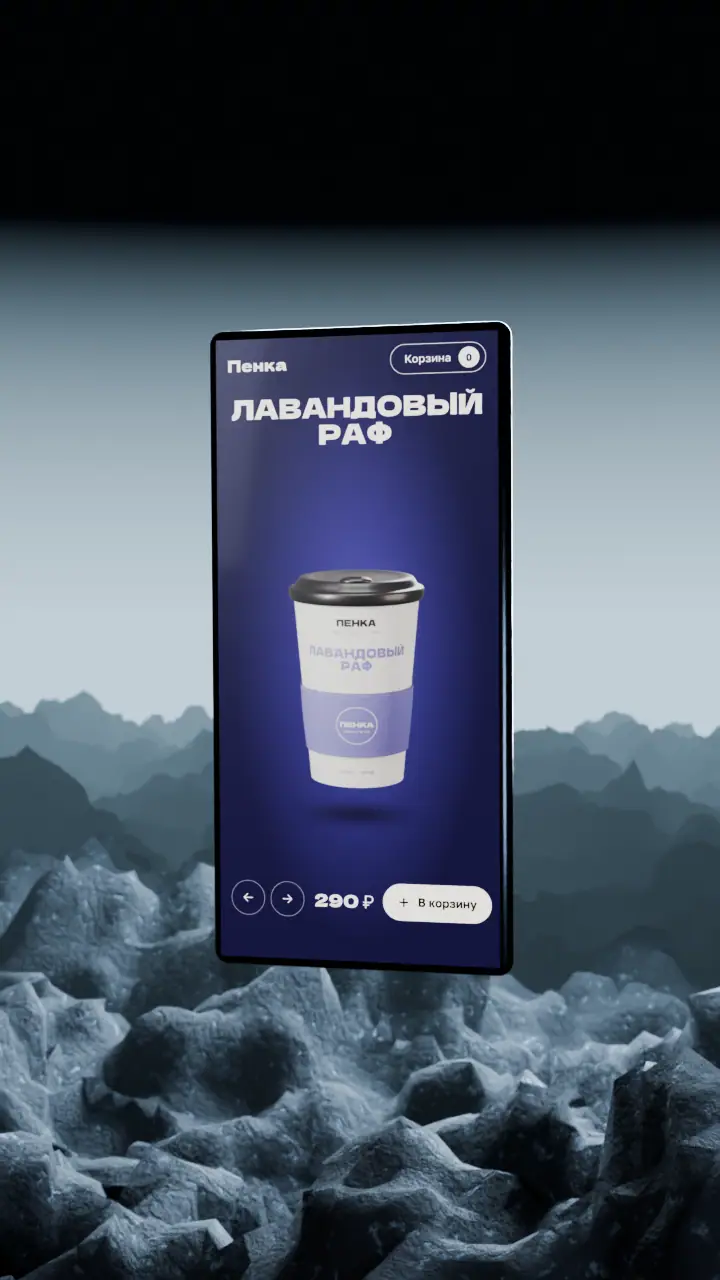 Пенка
Корзина 0
ЛАВАНДОВЫЙ
РАФ
ПЕНКА
ЛАВАНДОВЫЙ
РАФ
ПЕНКА
290 ₽
+ В корзину